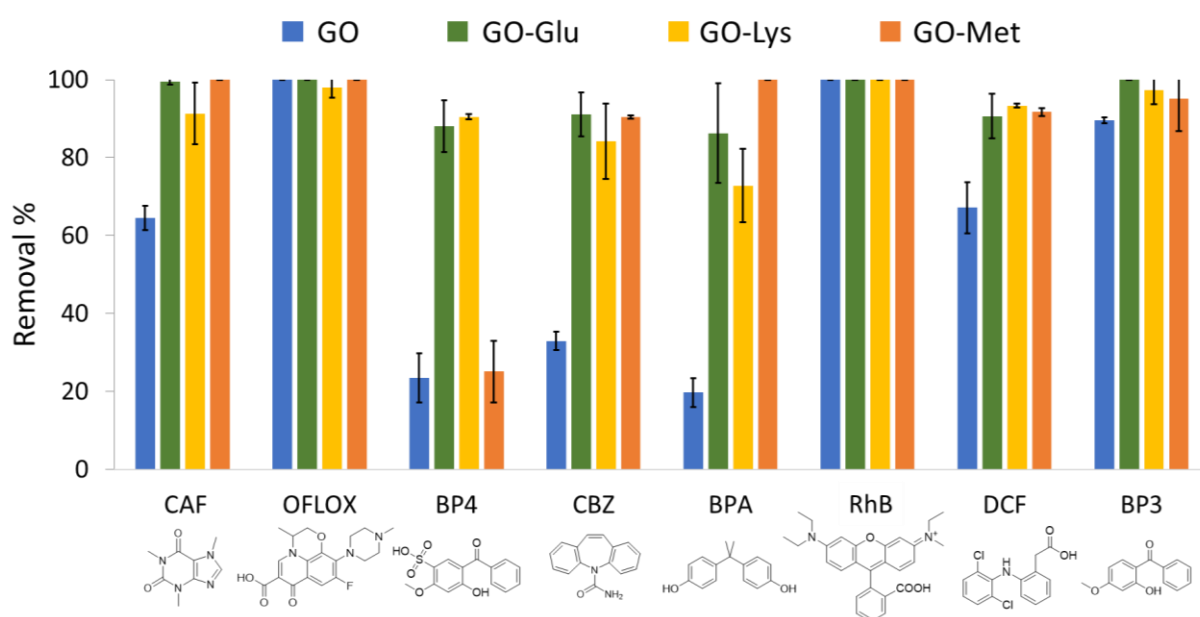 GO GO-Glu GO-Lys GO-Met
Removal %
100
80
60
40
20
0
CAF OFLOX BP4 CBZ BPA RhB DCF BP3
O N N O N N
O N N HO O O F
HO O S O O O OH
N O NH₂
HO OH
N O N⁺ COOH
Cl H N Cl O OH
O OH O